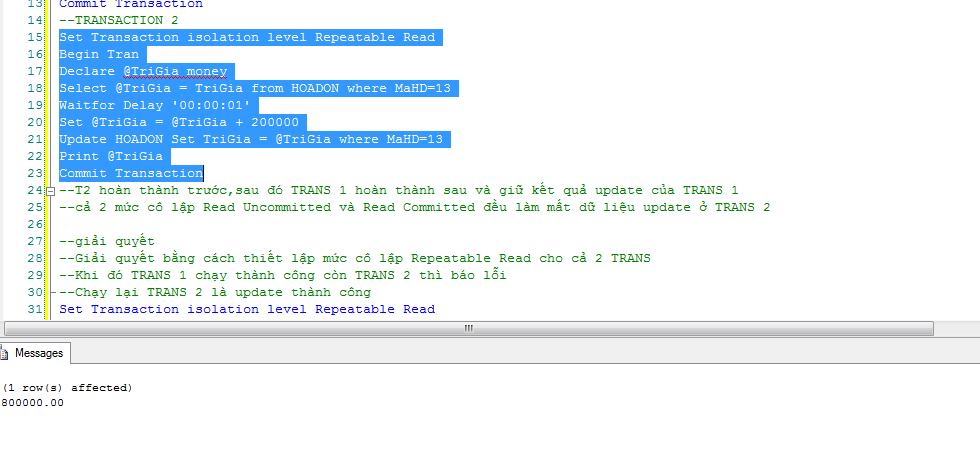 13 Commit Transaction
14 --TRANSACTION 2
15 Set Transaction isolation level Repeatable Read
16 Begin Tran
17 Declare @TriGia money
18 Select @TriGia = TriGia from HOADON where MaHD=13
19 Waitfor Delay '00:00:01'
20 Set @TriGia = @TriGia + 200000
21 Update HOADON Set TriGia = @TriGia where MaHD=13
22 Print @TriGia
23 Commit Transaction
24 --T2 hoàn thành trước,sau đó TRANS 1 hoàn thành sau và giữ kết quả update của TRANS 1
25 --cả 2 mức cô lập Read Uncommitted và Read Committed đều làm mất dữ liệu update ở TRANS 2
26
27 --giải quyết
28 --Giải quyết bằng cách thiết lập mức cô lập Repeatable Read cho cả 2 TRANS
29 --Khi đó TRANS 1 chạy thành công còn TRANS 2 thì báo lỗi
30 --Chạy lại TRANS 2 là update thành công
31 Set Transaction isolation level Repeatable Read
Messages
(1 row(s) affected)
800000.00